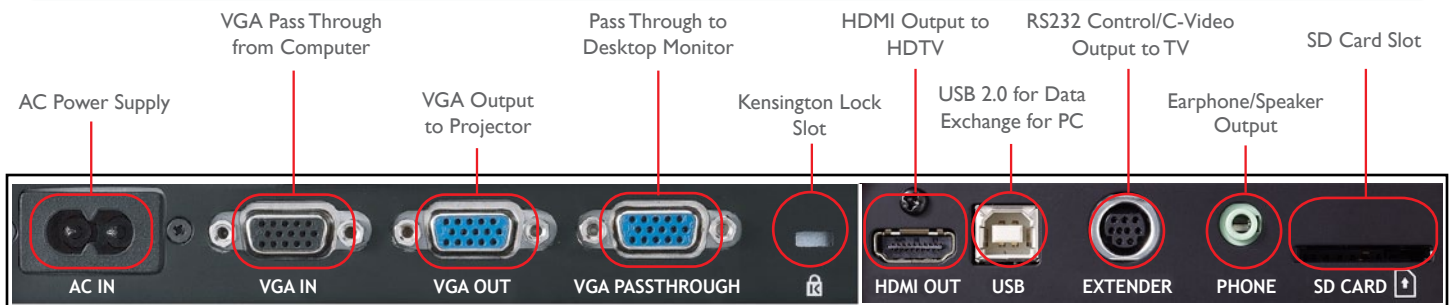 VGA Pass Through
from Computer
Pass Through to
Desktop Monitor
HDMI Output to
HDTV
RS232 Control/C-Video
Output to TV
SD Card Slot
AC Power Supply
VGA Output
to Projector
Kensington Lock
Slot
USB 2.0 for Data
Exchange for PC
Earphone/Speaker
Output
AC IN
VGA IN
VGA OUT
VGA PASSTHROUGH
HDMI OUT
USB
EXTENDER
PHONE
SD CARD